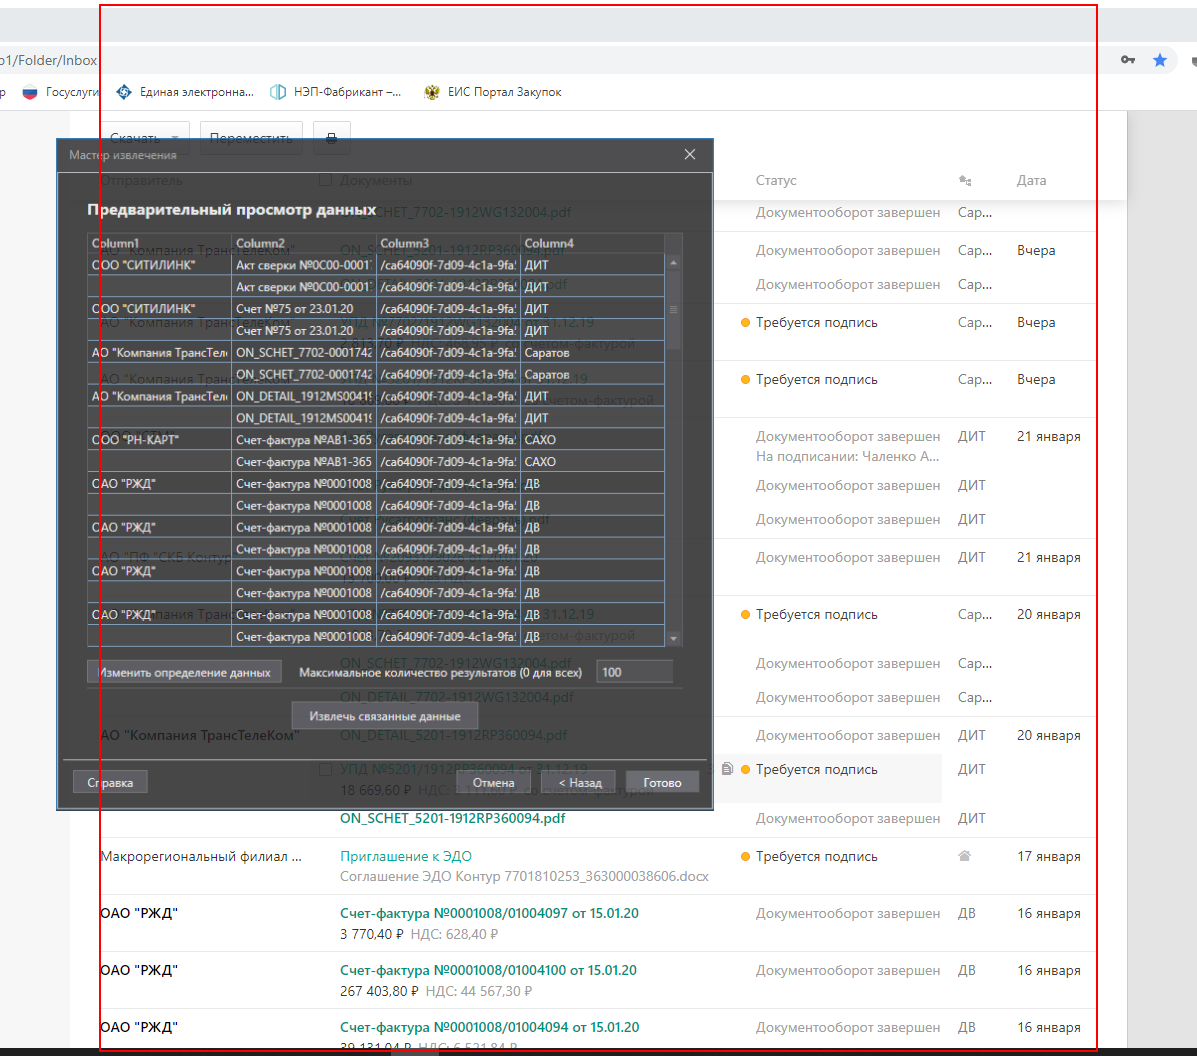 o1/Folder/Inbox
р Госуслуги Единая электронна... НЭП-Фабрикант –... ЕИС Портал Закупок
Скачать Переместить
Мастер извлечения
Отправитель Документы Статус Дата
Предварительный просмотр данных
Документооборот завершен Сар...
Column1 Column2 Column3 Column4
Документооборот завершен Сар... Вчера
ООО "СИТИЛИНК" Акт сверки №0С00-0001 /ca64090f-7d09-4c1a-9fa ДИТ
Акт сверки №0С00-0001 /ca64090f-7d09-4c1a-9fa ДИТ
Документооборот завершен Сар...
ООО "СИТИЛИНК" Счет №75 от 23.01.20 /ca64090f-7d09-4c1a-9fa ДИТ
Счет №75 от 23.01.20 /ca64090f-7d09-4c1a-9fa ДИТ
Требуется подпись Сар... Вчера
АО "Компания ТрансТеле ON_SCHET_7702-0001742 /ca64090f-7d09-4c1a-9fa Саратов
ON_SCHET_7702-0001742 /ca64090f-7d09-4c1a-9fa Саратов
Требуется подпись Сар... Вчера
АО "Компания ТрансТеле ON_DETAIL_1912MS00419 /ca64090f-7d09-4c1a-9fa ДИТ
ON_DETAIL_1912MS00419 /ca64090f-7d09-4c1a-9fa ДИТ
ООО "РН-КАРТ" Счет-фактура №АВ1-365 /ca64090f-7d09-4c1a-9fa САХО
Документооборот завершен ДИТ 21 января
На подписании: Чаленко А...
Счет-фактура №АВ1-365 /ca64090f-7d09-4c1a-9fa САХО
ОАО "РЖД" Счет-фактура №0001008 /ca64090f-7d09-4c1a-9fa ДВ
Документооборот завершен ДИТ
Счет-фактура №0001008 /ca64090f-7d09-4c1a-9fa ДВ
ОАО "РЖД" Счет-фактура №0001008 /ca64090f-7d09-4c1a-9fa ДВ
Документооборот завершен ДИТ
Счет-фактура №0001008 /ca64090f-7d09-4c1a-9fa ДВ
Документооборот завершен ДИТ 21 января
ОАО "РЖД" Счет-фактура №0001008 /ca64090f-7d09-4c1a-9fa ДВ
Счет-фактура №0001008 /ca64090f-7d09-4c1a-9fa ДВ
ОАО "РЖД" Счет-фактура №0001008 /ca64090f-7d09-4c1a-9fa ДВ
Требуется подпись Сар... 20 января
Счет-фактура №0001008 /ca64090f-7d09-4c1a-9fa ДВ
Документооборот завершен Сар...
Изменить определение данных Максимальное количество результатов (0 для всех) 100
ON_DETAIL_7702-1912WG132004.pdf Документооборот завершен Сар...
Извлечь связанные данные
АО "Компания ТрансТелеКом" ON_DETAIL_5201-1912RP360094.pdf Документооборот завершен ДИТ 20 января
УПД №5201/1912RP360094 от 31.12.19 Требуется подпись ДИТ
Справка Отмена < Назад Готово
18 669,60 ₽
ON_SCHET_5201-1912RP360094.pdf Документооборот завершен ДИТ
Макрорегиональный филиал ... Приглашение к ЭДО Требуется подпись 17 января
Соглашение ЭДО Контур 7701810253_363000038606.docx
ОАО "РЖД" Счет-фактура №0001008/01004097 от 15.01.20 Документооборот завершен ДВ 16 января
3 770,40 ₽ НДС: 628,40 ₽
ОАО "РЖД" Счет-фактура №0001008/01004100 от 15.01.20 Документооборот завершен ДВ 16 января
267 403,80 ₽ НДС: 44 567,30 ₽
ОАО "РЖД" Счет-фактура №0001008/01004094 от 15.01.20 Документооборот завершен ДВ 16 января
39 131,04 ₽ НДС: 6 521,84 ₽